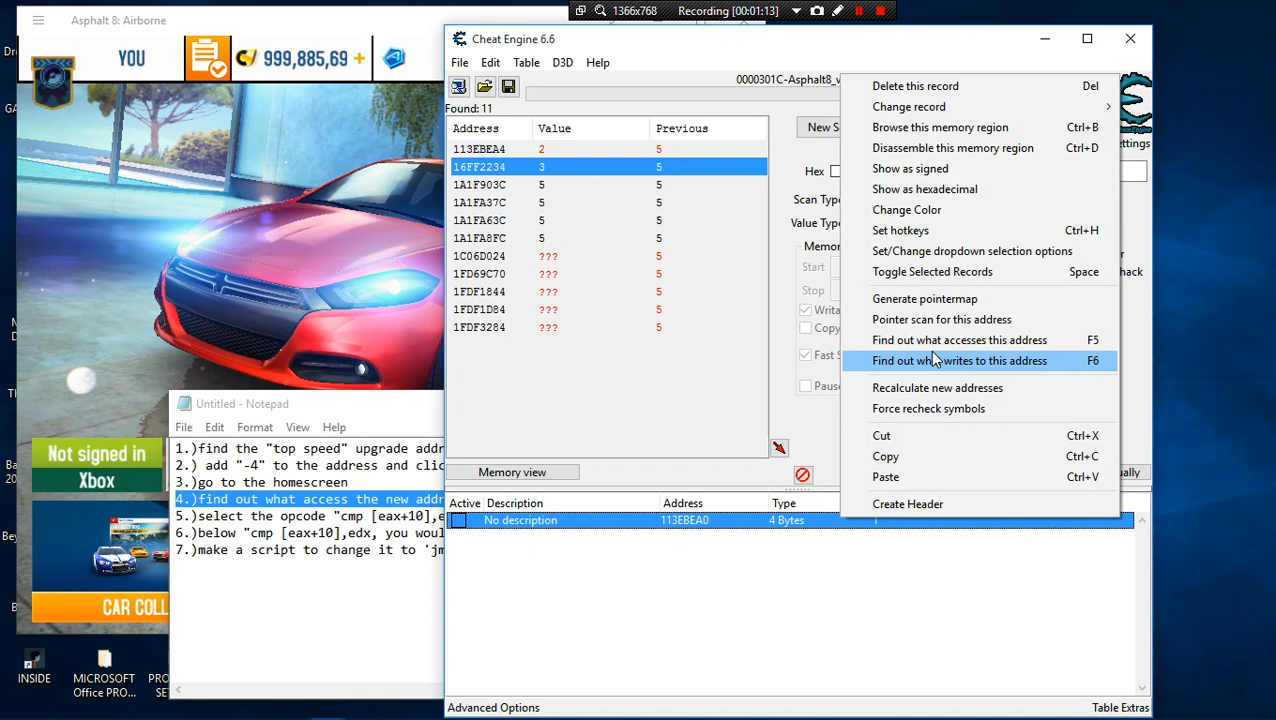 1366x768 Recording [00:01:13]
Asphalt 8: Airborne
YOU 999,885,69 +
Not signed in
Xbox
CAR COLL
INSIDE
MICROSOFT
Office PRO...
Untitled - Notepad
File Edit Format View Help
1.)find the "top speed" upgrade addr
2.) add "-4" to the address and clic
3.)go to the homescreen
4.)find out what access the new addr
5.)select the opcode "cmp [eax+10],e
6.)below "cmp [eax+10],edx, you wou
7.)make a script to change it to 'jm
Cheat Engine 6.6
File Edit Table D3D Help
0000301C-Asphalt8_
Found: 11
Address Value Previous
113EBEA4 2 5
16FF2234 3 5
1A1F903C 5 5
1A1FA37C 5 5
1A1FA63C 5 5
1A1FA8FC 5 5
1C06D024 ??? 5
1FD69C70 ??? 5
1FDF1844 ??? 5
1FDF1D84 ??? 5
1FDF3284 ??? 5
New S
Hex
Scan Typ
Value Type
Memor
Start
Stop
Writa
Copy
Fast S
Pause
ettings
hack
Memory view
ually
Active Description Address Type
No description 113EBEA0 4 Bytes
Advanced Options
Table Extras
Delete this record Del
Change record
Browse this memory region Ctrl+B
Disassemble this memory region Ctrl+D
Show as signed
Show as hexadecimal
Change Color
Set hotkeys Ctrl+H
Set/Change dropdown selection options
Toggle Selected Records Space
Generate pointermap
Pointer scan for this address
Find out what accesses this address F5
Find out wh writes to this address F6
Recalculate new addresses
Force recheck symbols
Cut Ctrl+X
Copy Ctrl+C
Paste Ctrl+V
Create Header